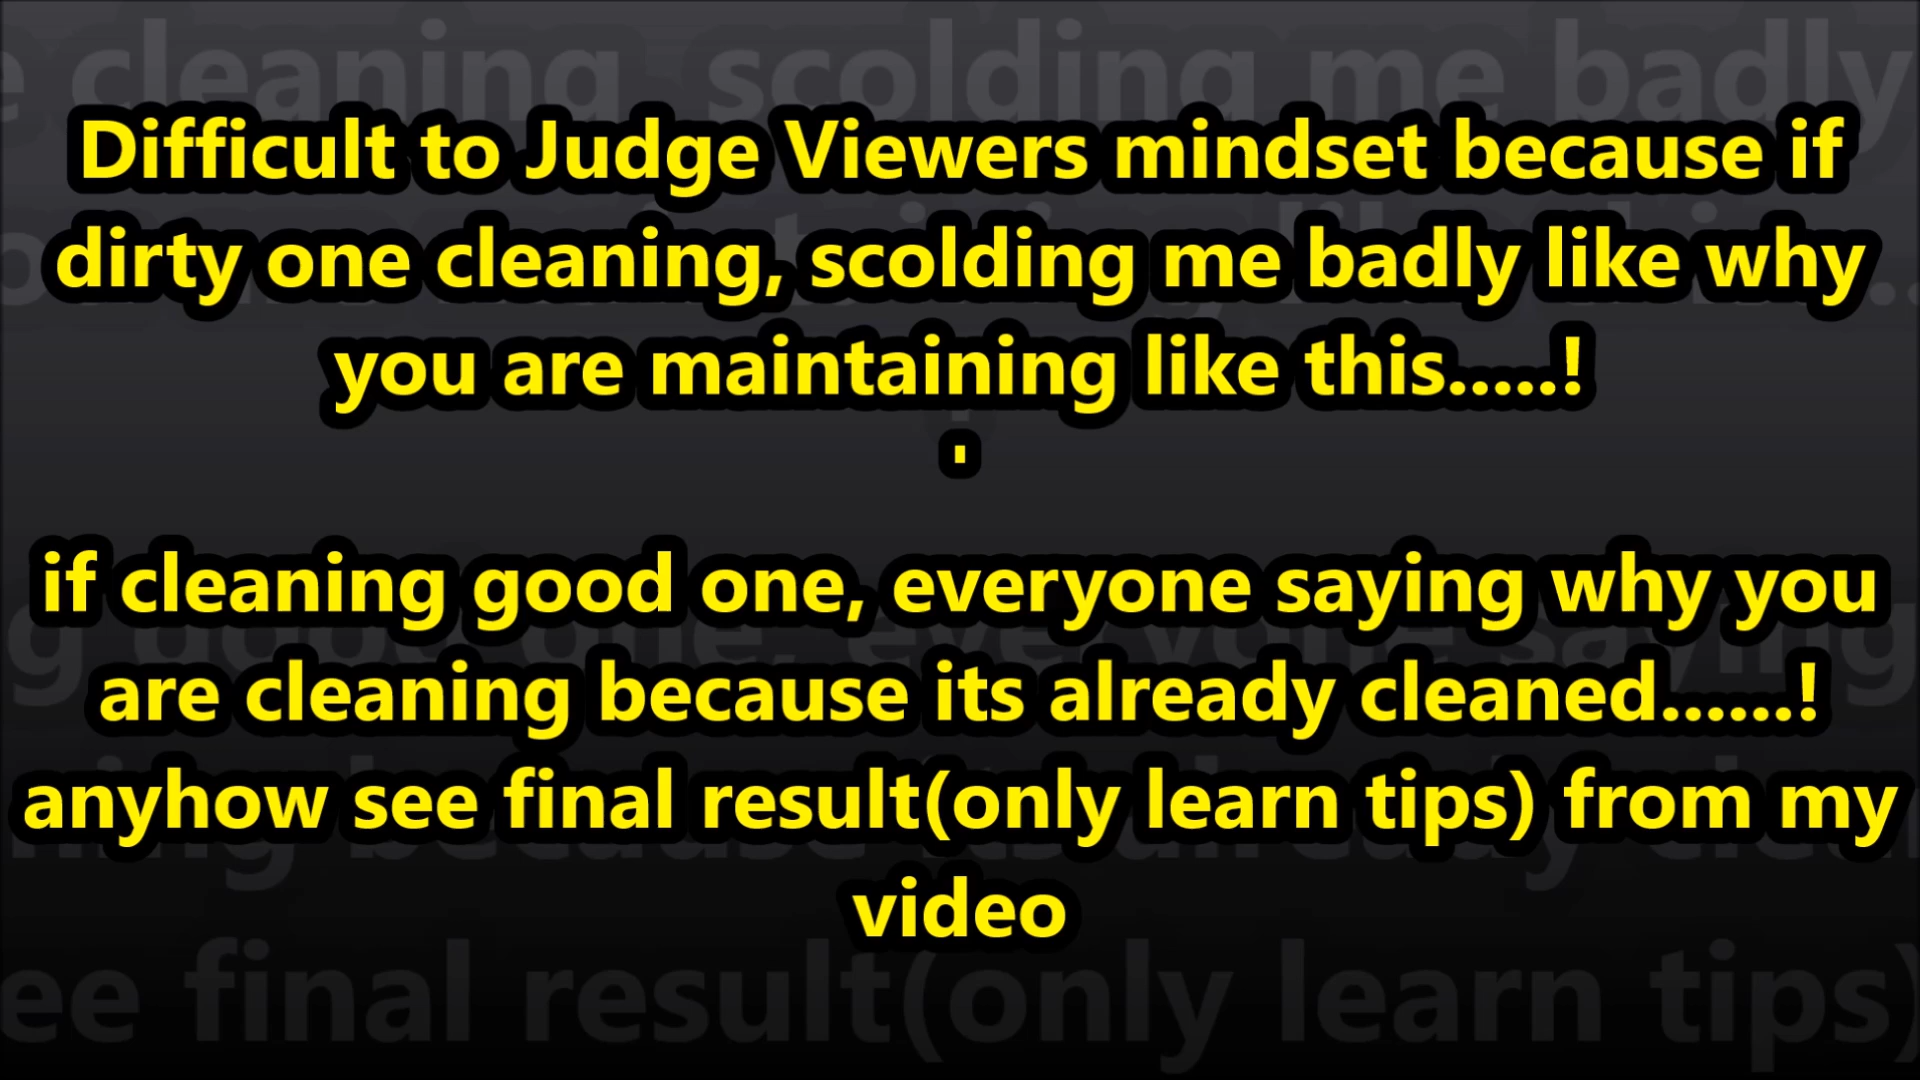 Difficult to Judge Viewers mindset because if
dirty one cleaning, scolding me badly like why
you are maintaining like this.....!
'
if cleaning good one, everyone saying why you
are cleaning because its already cleaned......!
anyhow see final result(only learn tips) from my
video